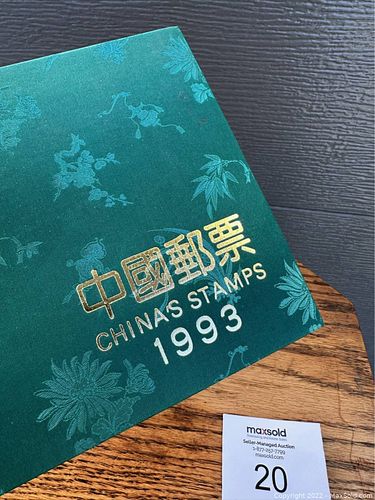 中國郵票
CHINA'S STAMPS
1993
maxsold
Seller-Managed Auction
1-877-257-7799
maxsold.com
20
Copyright 2022 - MaxSold.com